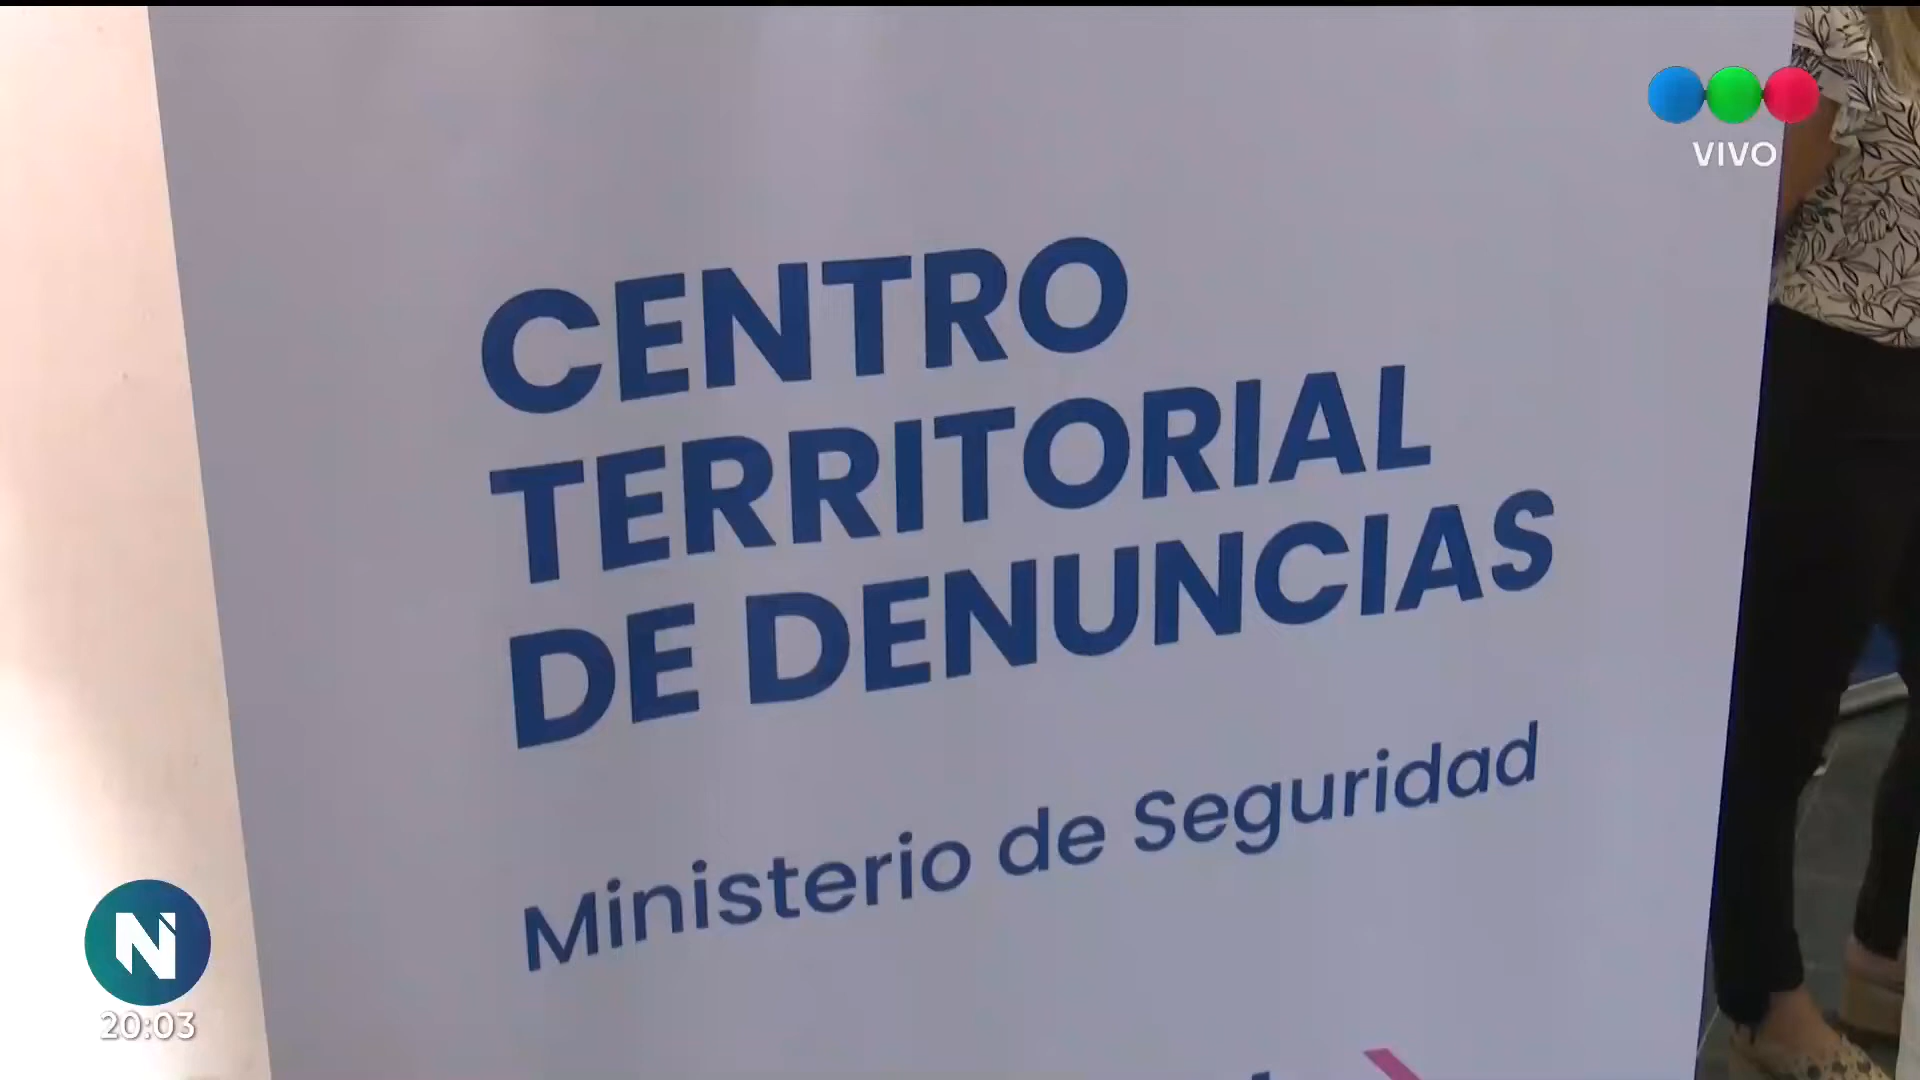 VIVO
CENTRO
TERRITORIAL
DE DENUNCIAS
Ministerio de Seguridad
N
20:03